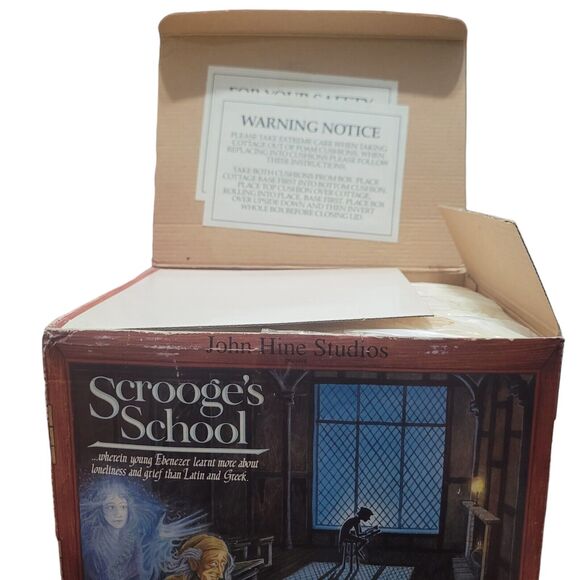 FOR YOUR SAFETY
WARNING NOTICE
PLEASE TAKE EXTREME CARE WHEN TAKING
COTTAGE OUT OF FOAM CUSHIONS. WHEN
REPLACING INTO CUSHIONS PLEASE FOLLOW
THESE INSTRUCTIONS.
TAKE BOTH CUSHIONS FROM BOX. PLACE
COTTAGE BASE FIRST INTO BOTTOM CUSHION.
PLACE TOP CUSHION OVER COTTAGE,
ROLLING INTO PLACE, BASE FIRST. PLACE BOX
OVER UPSIDE DOWN AND THEN INVERT
WHOLE BOX BEFORE CLOSING LID.
John Hine Studios
Scrooge's
School
...wherein young Ebenezer learnt more about
loneliness and grief than Latin and Greek.